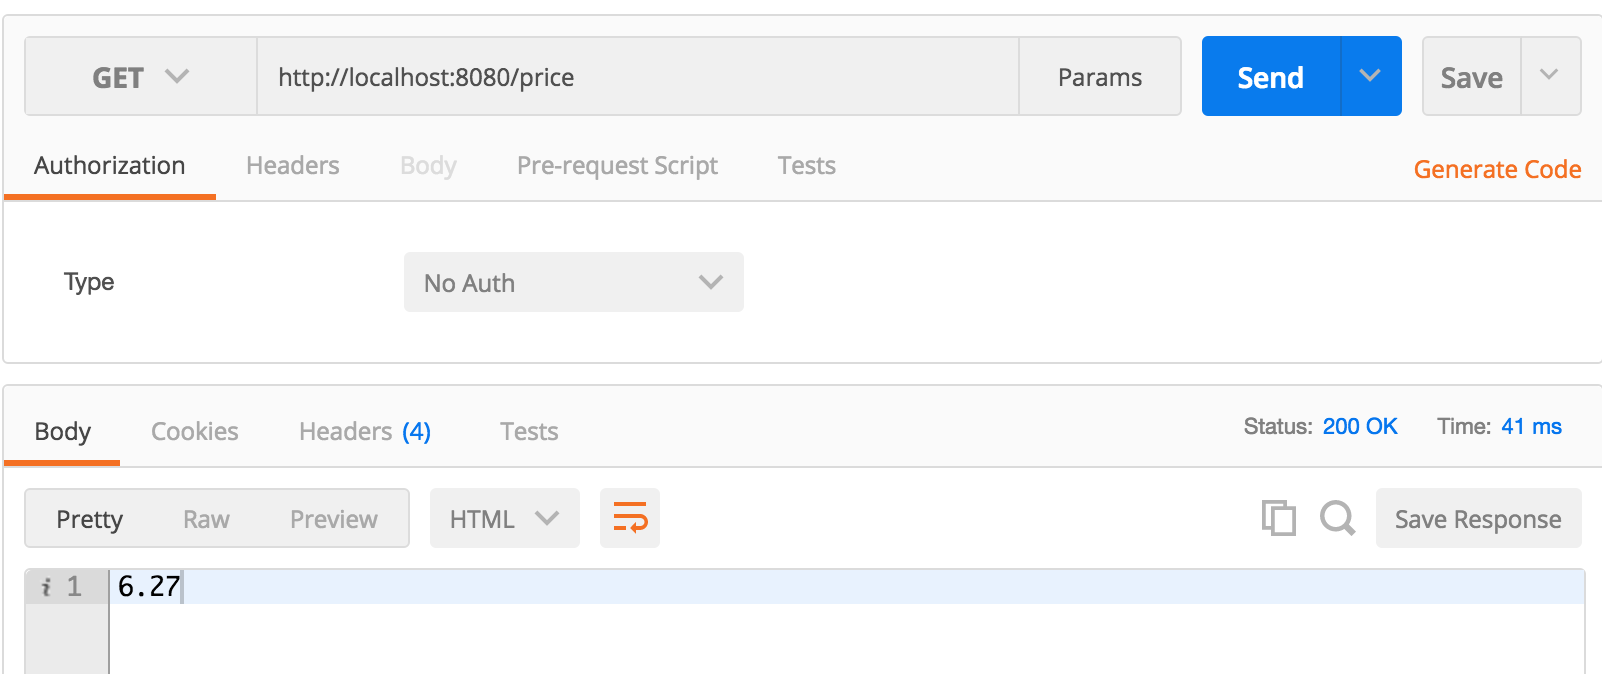 GET http://localhost:8080/price Params Send Save
Authorization Headers Body Pre-request Script Tests Generate Code
Type No Auth
Body Cookies Headers (4) Tests Status: 200 OK Time: 41 ms
Pretty Raw Preview HTML Save Response
i 1 6.27